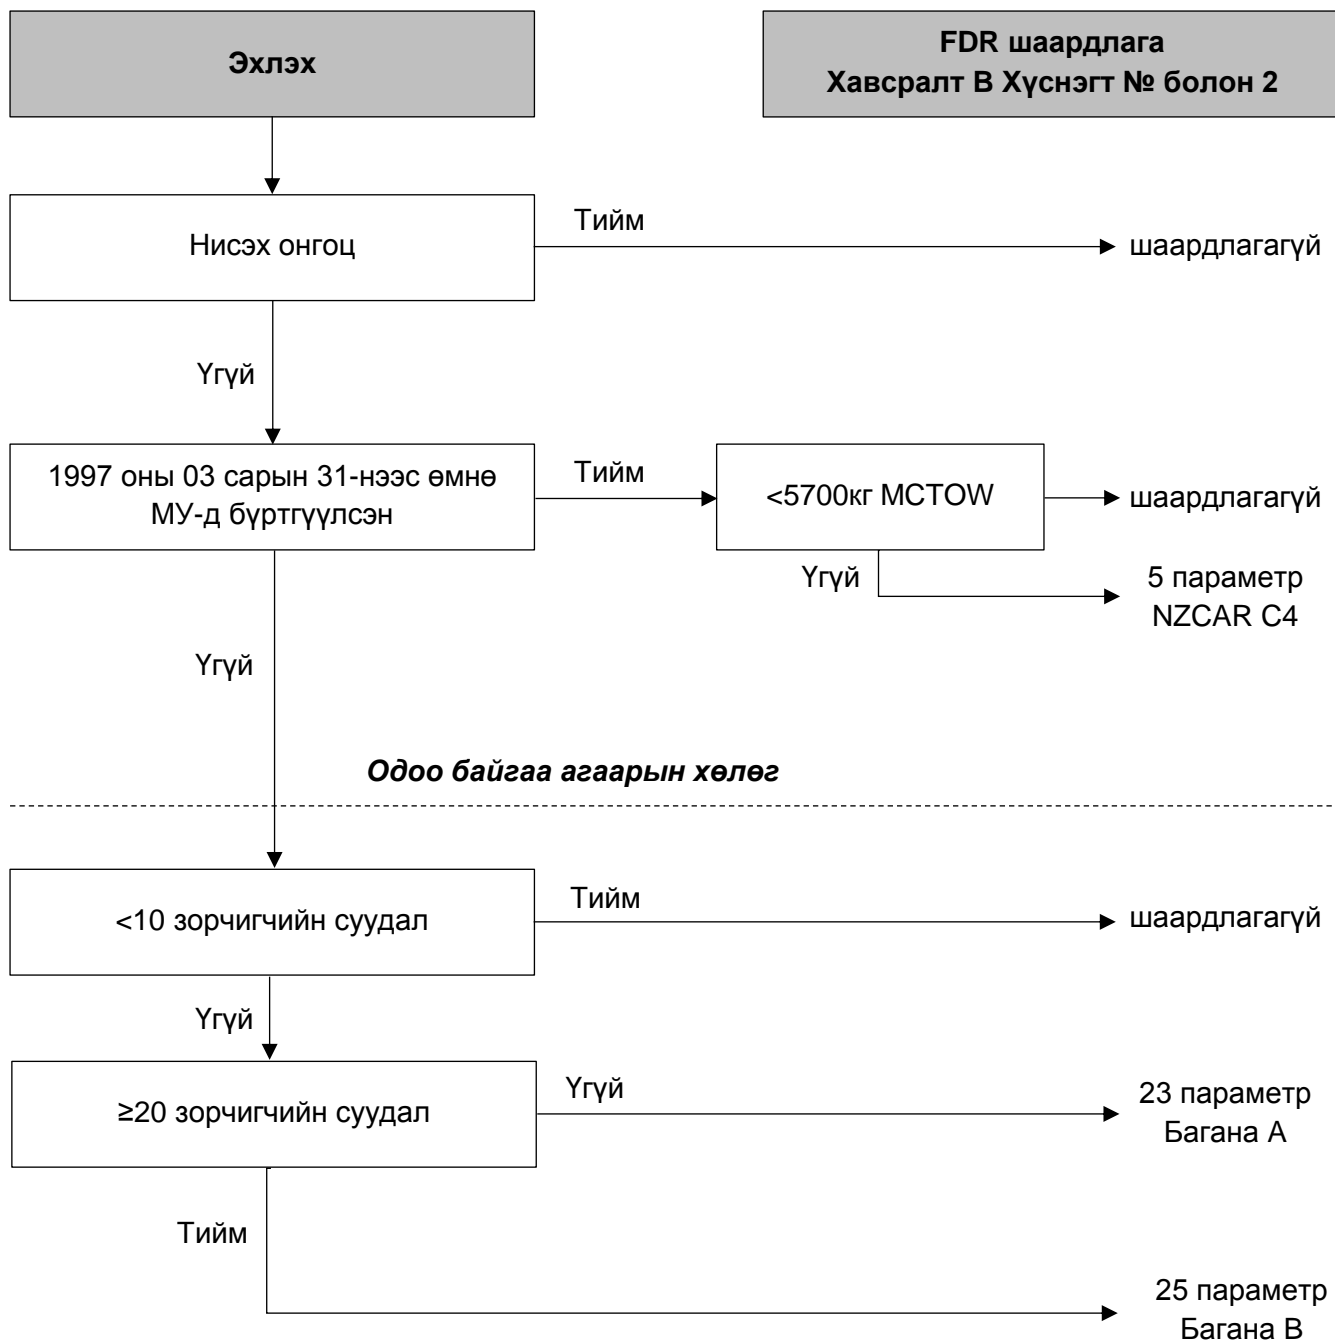 Эхлэх
FDR шаардлага
Хавсралт B Хүснэгт № болон 2
Нисэх онгоц
Тийм
шаардлагагүй
Үгүй
1997 оны 03 сарын 31-нээс өмнө
МУ-д бүртгүүлсэн
Тийм
<5700кг MCTOW
шаардлагагүй
Үгүй
5 параметр
NZCAR C4
Үгүй
Одоо байгаа агаарын хөлөг
<10 зорчигчийн суудал
Тийм
шаардлагагүй
Үгүй
≥20 зорчигчийн суудал
Үгүй
23 параметр
Багана А
Тийм
25 параметр
Багана В